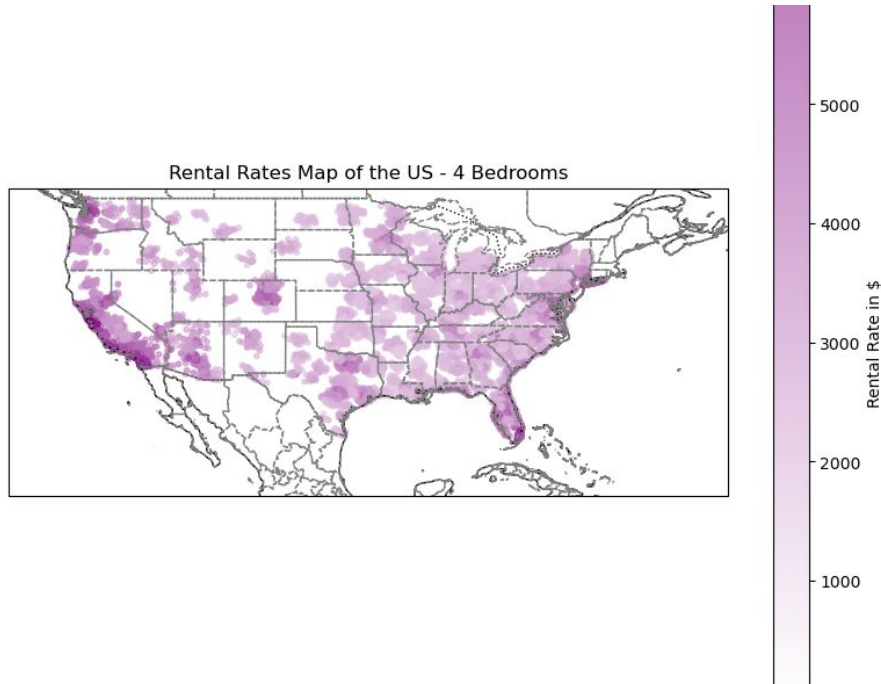 Rental Rates Map of the US - 4 Bedrooms
5000
4000
3000
2000
1000
Rental Rate in $